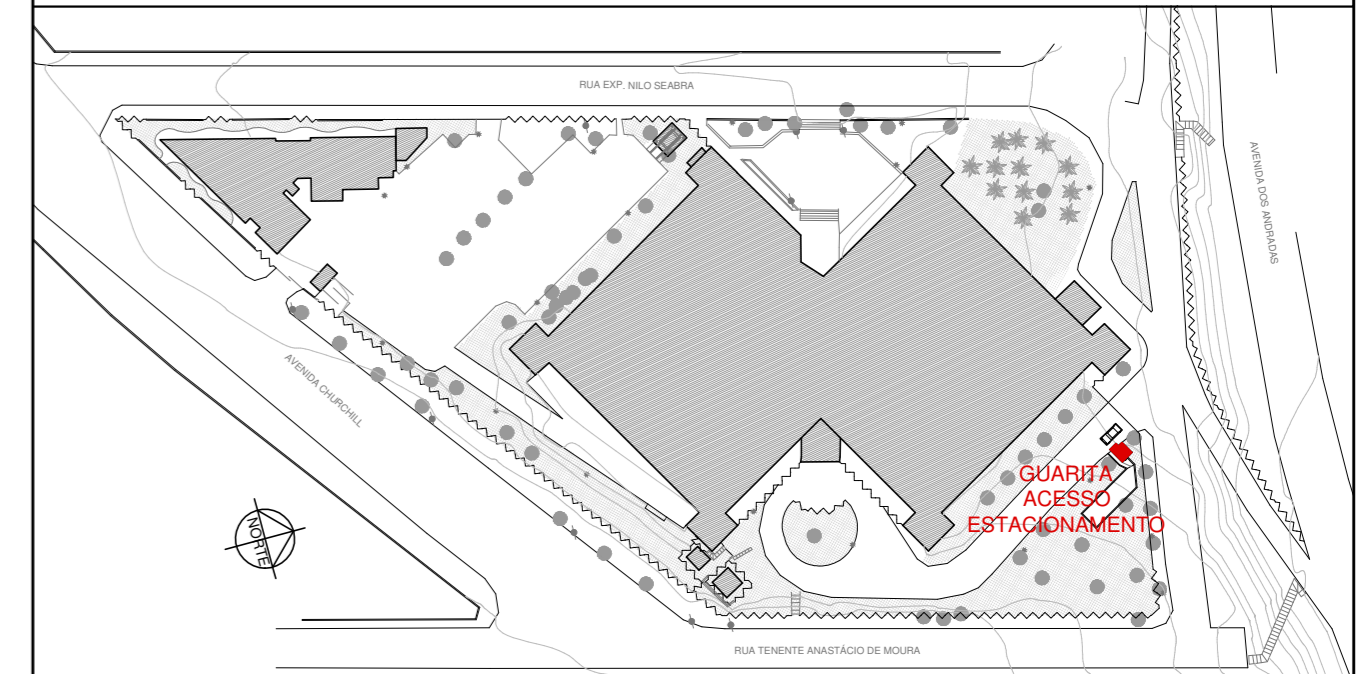 RUA EXP. NILO SEABRA
AVENIDA DOS ANDRADAS
AVENIDA CHURCHILL
GUARITA
ACESSO
ESTACIONAMENTO
NORTE
RUA TENENTE ANASTÁCIO DE MOURA